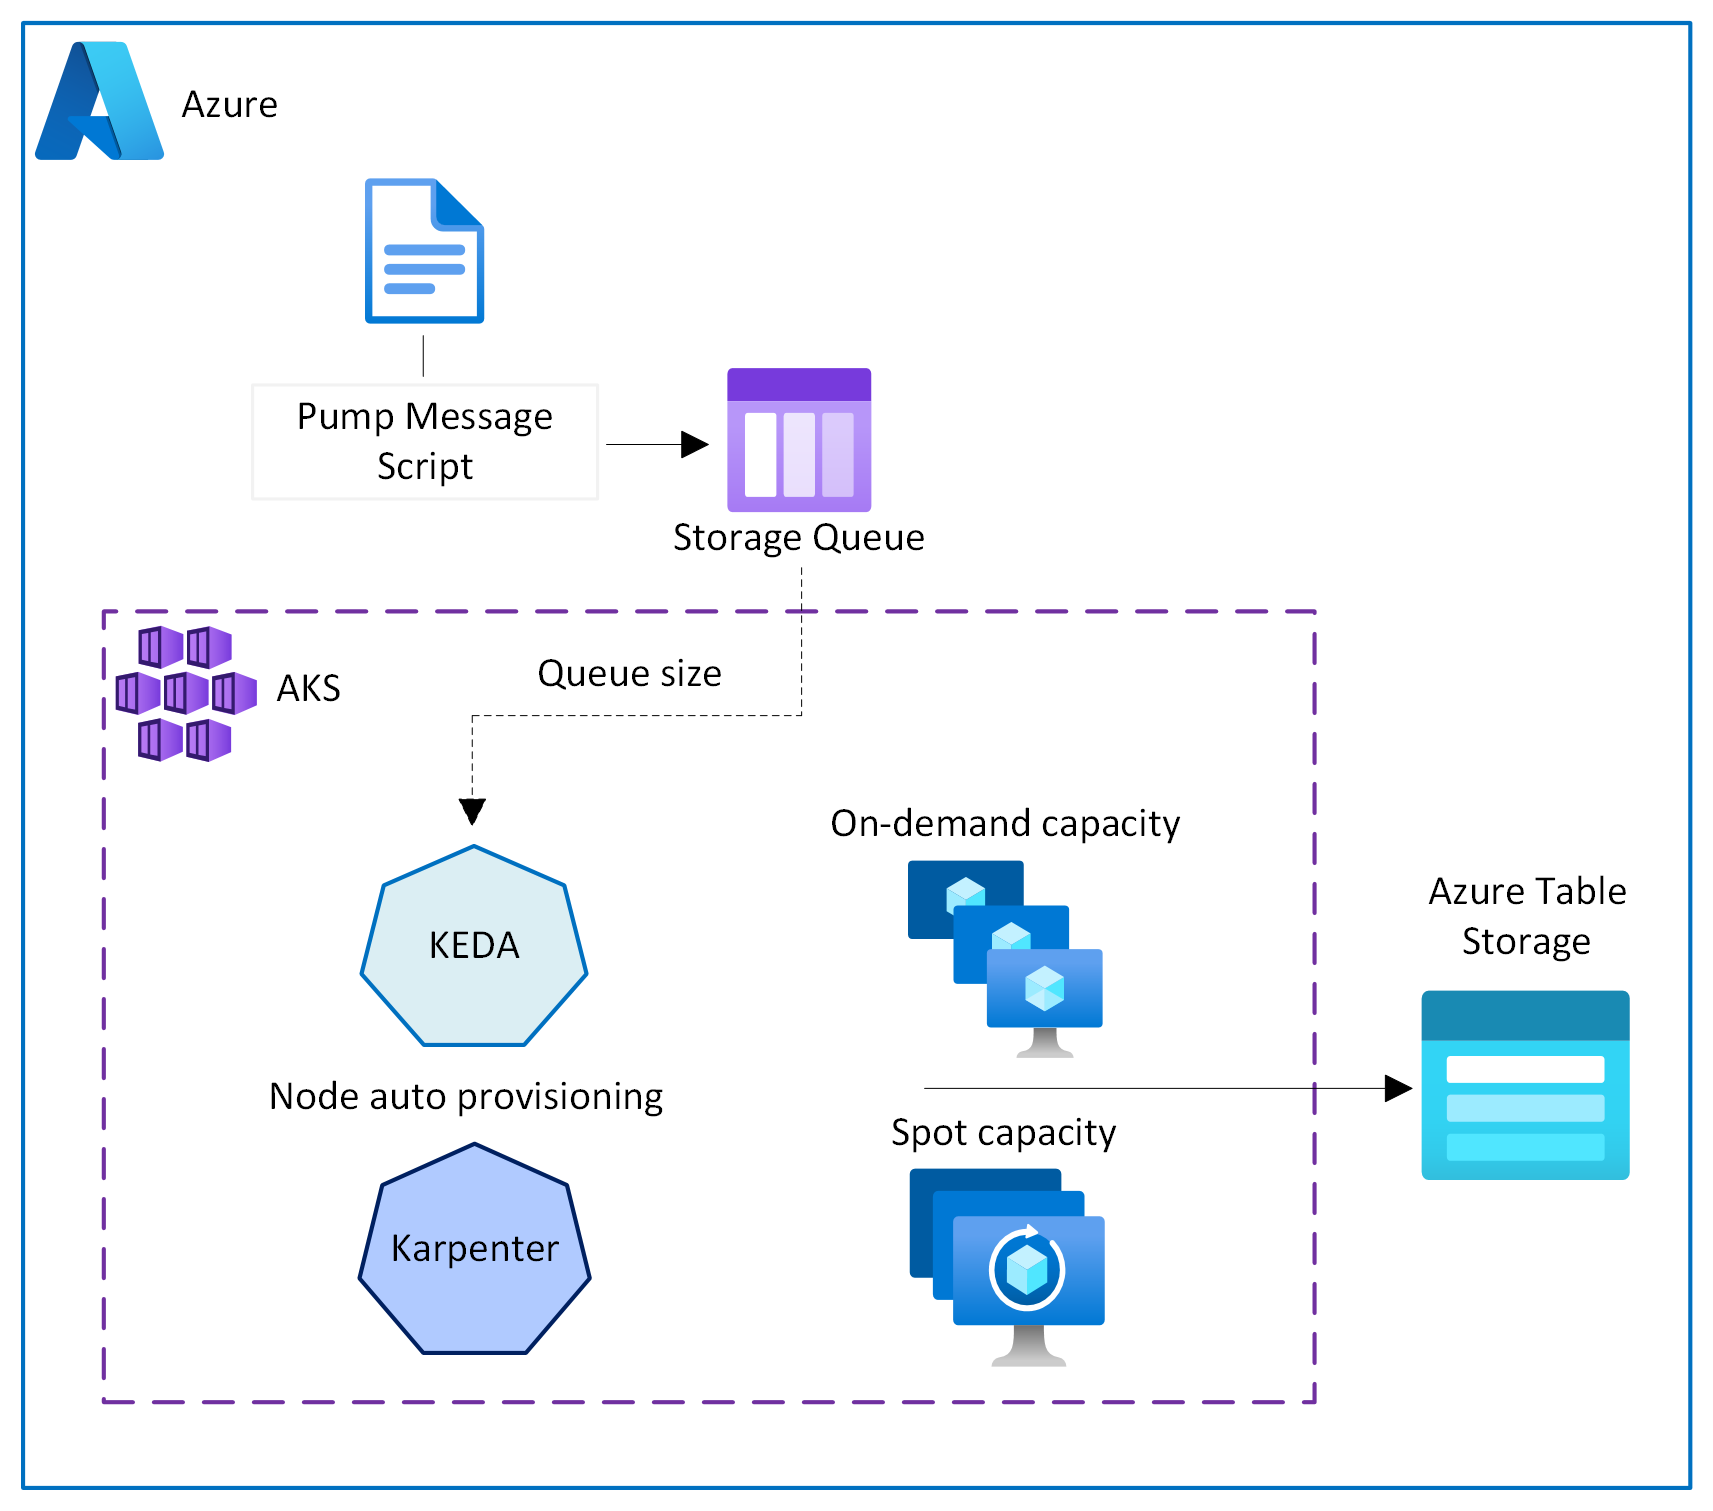 Azure
Pump Message
Script
Storage Queue
Queue size
AKS
On-demand capacity
Azure Table
Storage
KEDA
Node auto provisioning
Spot capacity
Karpenter